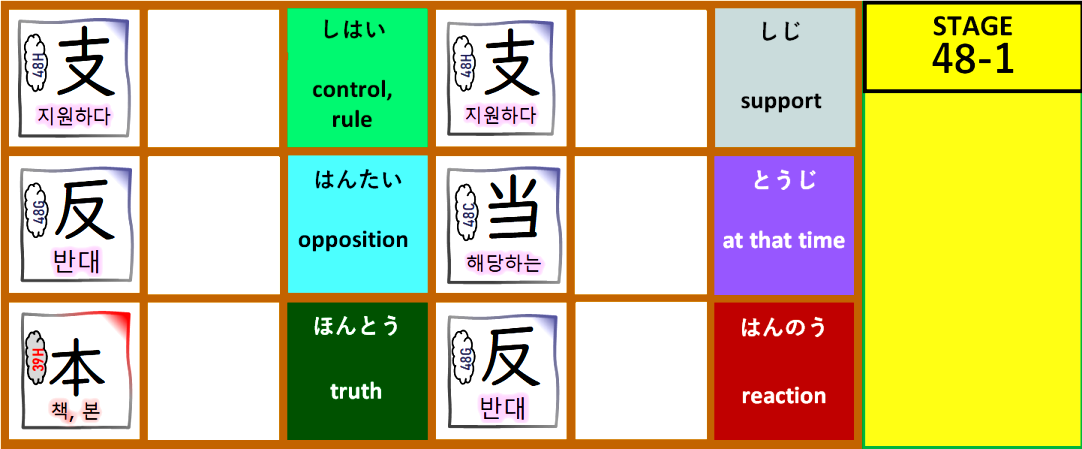 48H
支
지원하다
しはい
control,
rule
48H
支
지원하다
しじ
support
STAGE
48-1
48G
反
반대
はんたい
opposition
48C
当
해당하는
とうじ
at that time
39H
本
책, 본
ほんとう
truth
48G
反
반대
はんのう
reaction